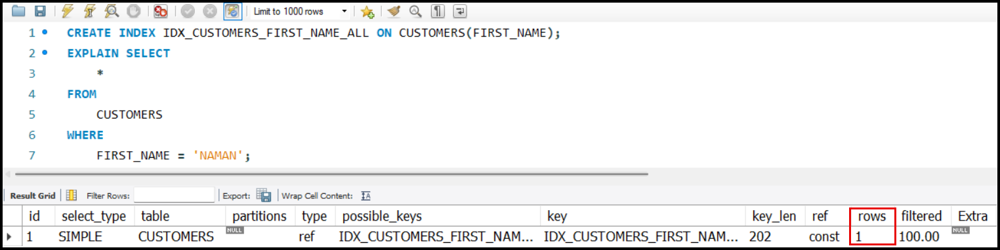 Limit to 1000 rows
1 CREATE INDEX IDX_CUSTOMERS_FIRST_NAME_ALL ON CUSTOMERS(FIRST_NAME);
2 EXPLAIN SELECT
3 *
4 FROM
5 CUSTOMERS
6 WHERE
7 FIRST_NAME = 'NAMAN';
Result Grid Filter Rows: Export: Wrap Cell Content: IA
id select_type table partitions type possible_keys key key_len ref rows filtered Extra
1 SIMPLE CUSTOMERS NULL ref IDX_CUSTOMERS_FIRST_NAM... IDX_CUSTOMERS_FIRST_NAM... 202 const 1 100.00 NULL